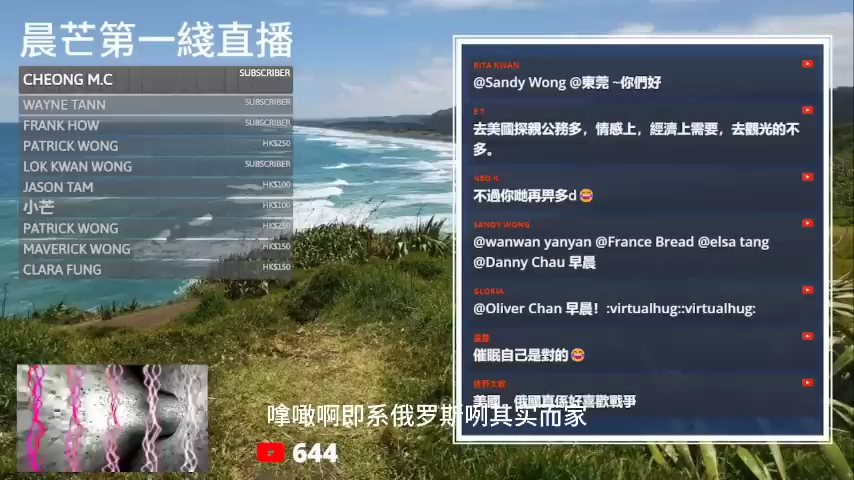 晨芒第一綫直播
CHEONG M.C SUBSCRIBER
WAYNE TANN SUBSCRIBER
FRANK HOW SUBSCRIBER
PATRICK WONG HK$250
LOK KWAN WONG SUBSCRIBER
JASON TAM HK$100
小芒 HK$100
PATRICK WONG HK$250
MAVERICK WONG HK$150
CLARA FUNG HK$150
RITA KWAN
@Sandy Wong @東莞 ~你們好
B T
去美國探親公務多，情感上，經濟上需要，去觀光的不
多。
NBO K
不過你哋再畀多d😂
SANDY WONG
@wanwan yanyan @France Bread @elsa tang
@Danny Chau 早晨
GLORIA
@Oliver Chan 早晨！:virtualhug::virtualhug:
催眠自己是對的😂
美國，俄國真係好喜歡戰爭
嗱噉啊即系俄罗斯咧其实而家
644